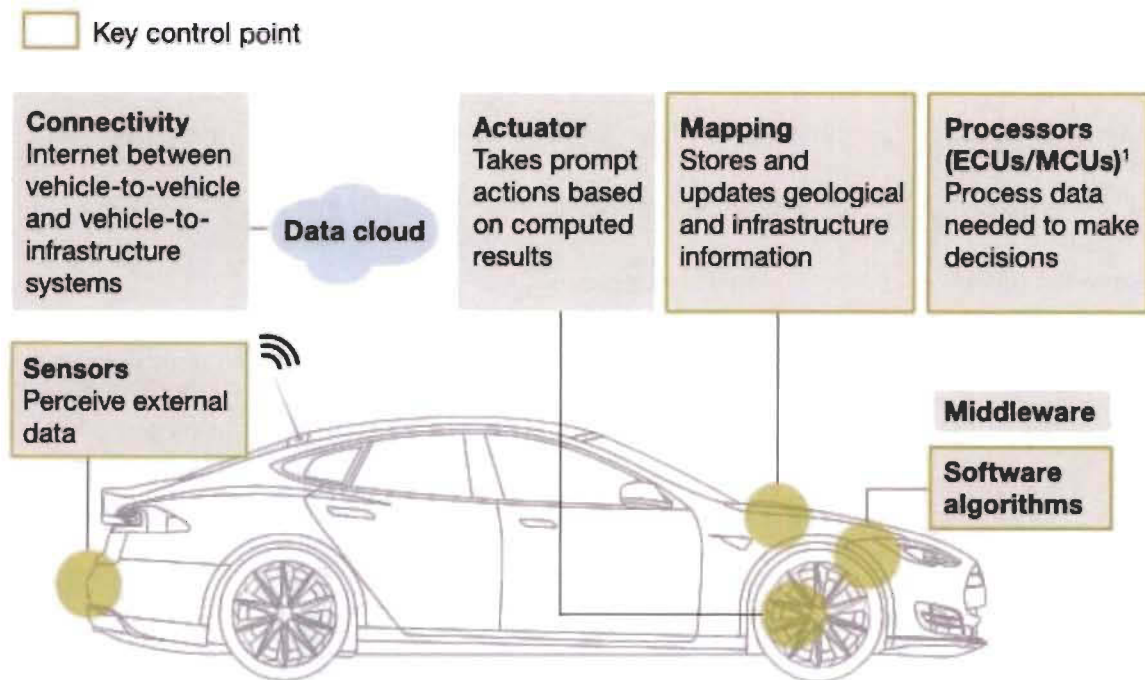 Key control point
Connectivity
Internet between
vehicle-to-vehicle
and vehicle-to-
infrastructure
systems
Data cloud
Actuator
Takes prompt
actions based
on computed
results
Mapping
Stores and
updates geological
and infrastructure
information
Processors
(ECUs/MCUs)¹
Process data
needed to make
decisions
Sensors
Perceive external
data
Middleware
Software
algorithms